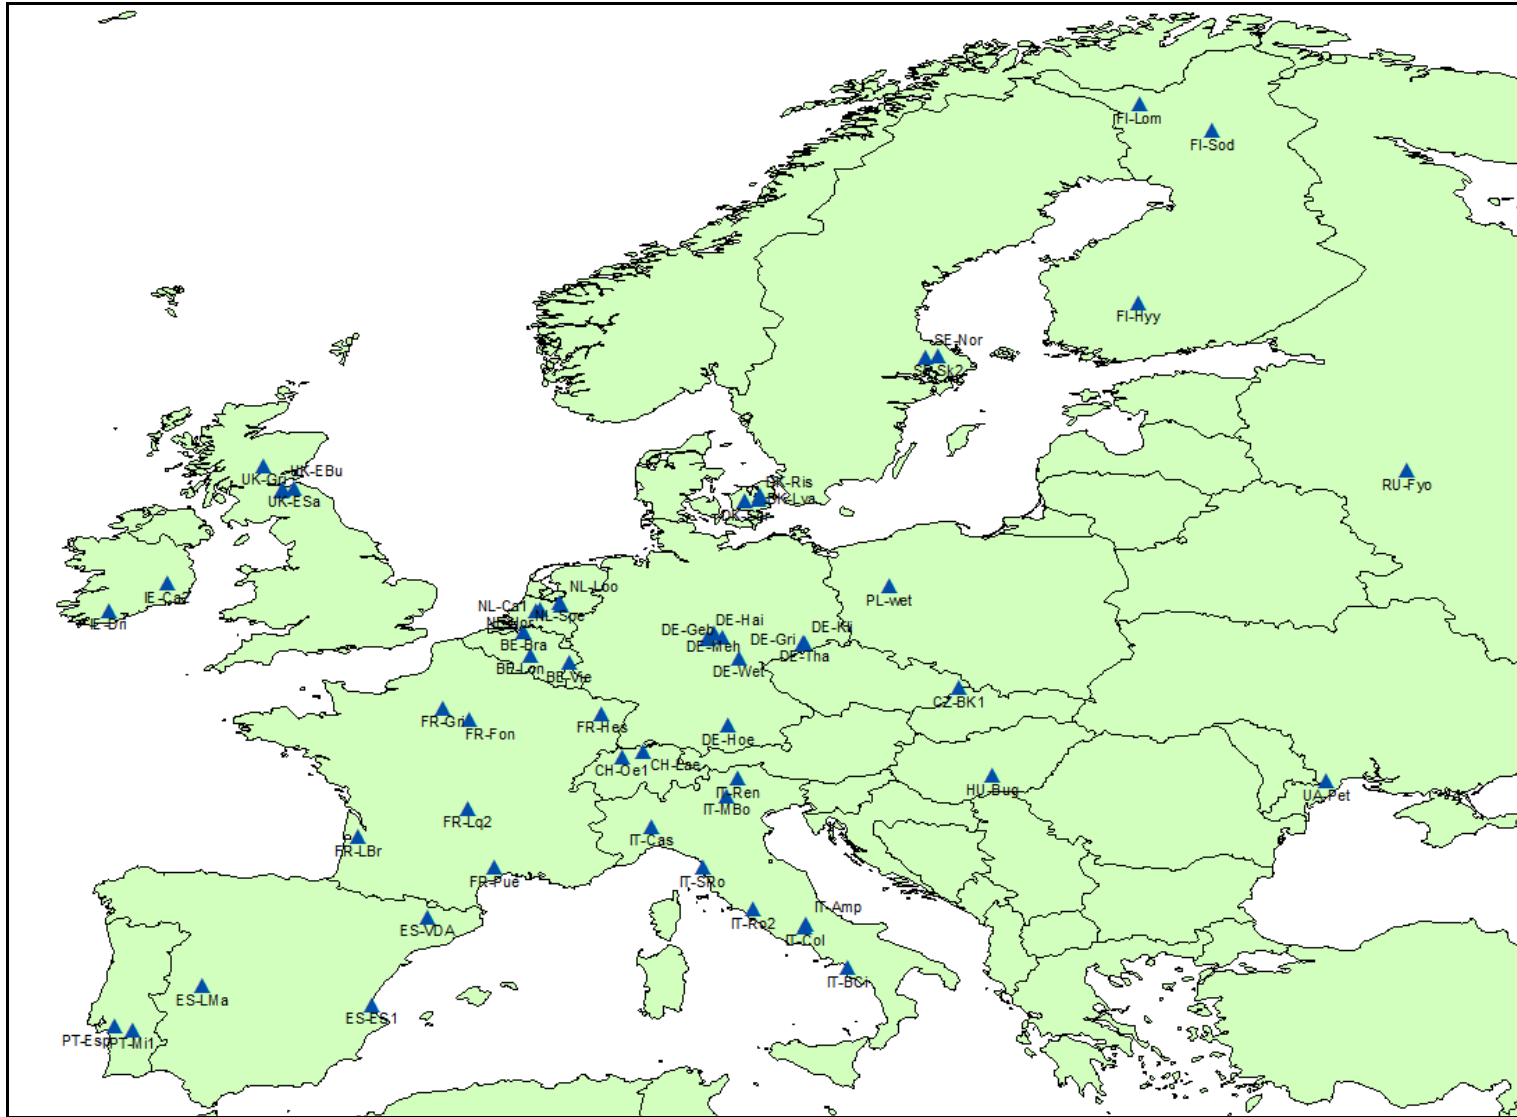 FI-Lom
FI-Sod
FI-Hyy
SE-Nor
SE-Sk2
UK-EBu
UK-Gri
UK-ESa
RU-Fyo
DK-Ris
DK-Lva
IE-Ca2
IE-Dri
NL-Loo
NL-Ca1
NL-Spe
NL-Hor
PL-wet
DE-Hai
DE-Geb
DE-Meh
DE-Kli
DE-Gri
DE-Tha
DE-Wet
BE-Bra
BE-Lon
BE-Vie
CZ-BK1
FR-Gri
FR-Fon
FR-Hes
DE-Hoe
CH-Oe1
CH-Lae
IT-Ren
IT-MBo
HU-Bug
UA-Pet
FR-Lq2
FR-LBr
IT-Cas
FR-Pue
IT-SRo
IT-Ro2
IT-Amp
IT-Col
ES-VDA
IT-BCi
ES-LMa
ES-ES1
PT-Esp
PT-Mi1